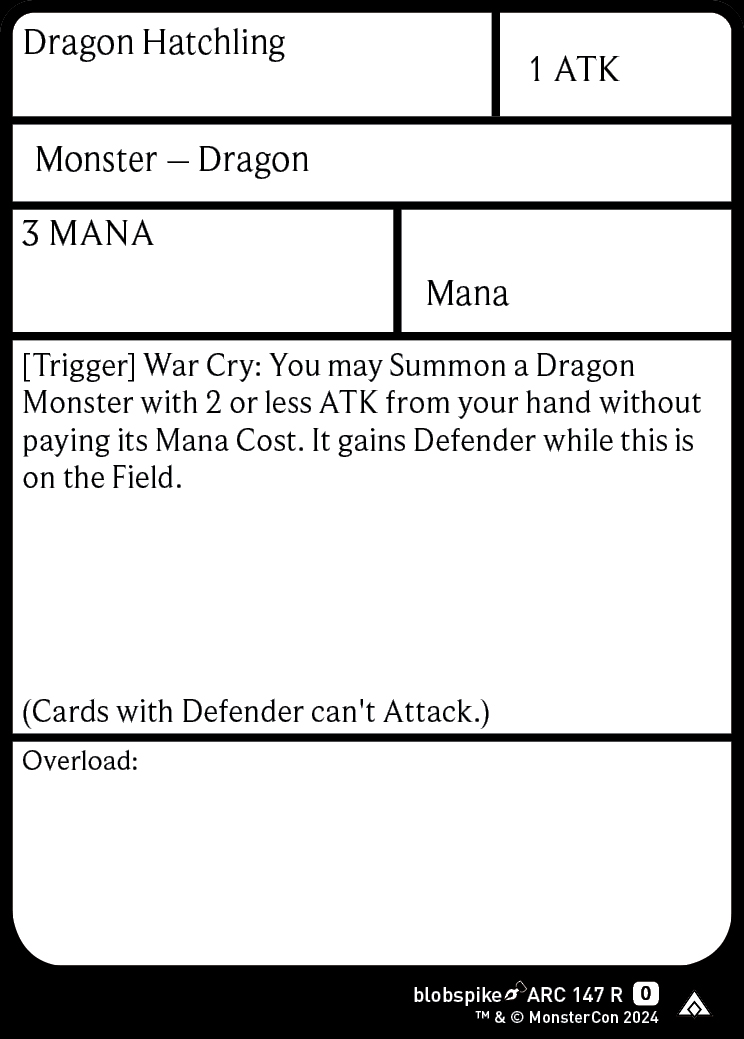 Dragon Hatchling
1 ATK
Monster – Dragon
3 MANA
Mana
[Trigger] War Cry: You may Summon a Dragon
Monster with 2 or less ATK from your hand without
paying its Mana Cost. It gains Defender while this is
on the Field.
(Cards with Defender can't Attack.)
Overload:
blobspike ARC 147 R 0
™ & © MonsterCon 2024